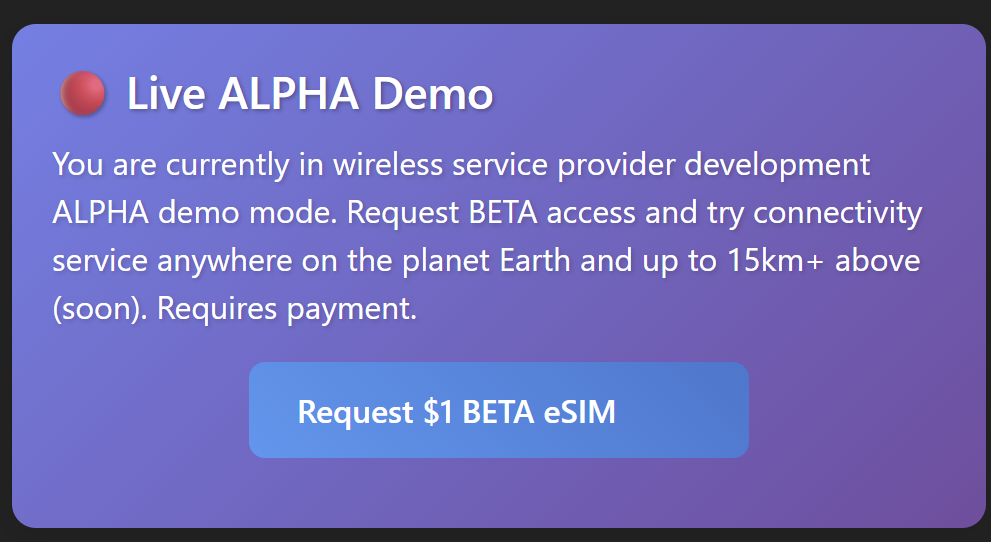 Live ALPHA Demo
You are currently in wireless service provider development
ALPHA demo mode. Request BETA access and try connectivity
service anywhere on the planet Earth and up to 15km+ above
(soon). Requires payment.
Request $1 BETA eSIM